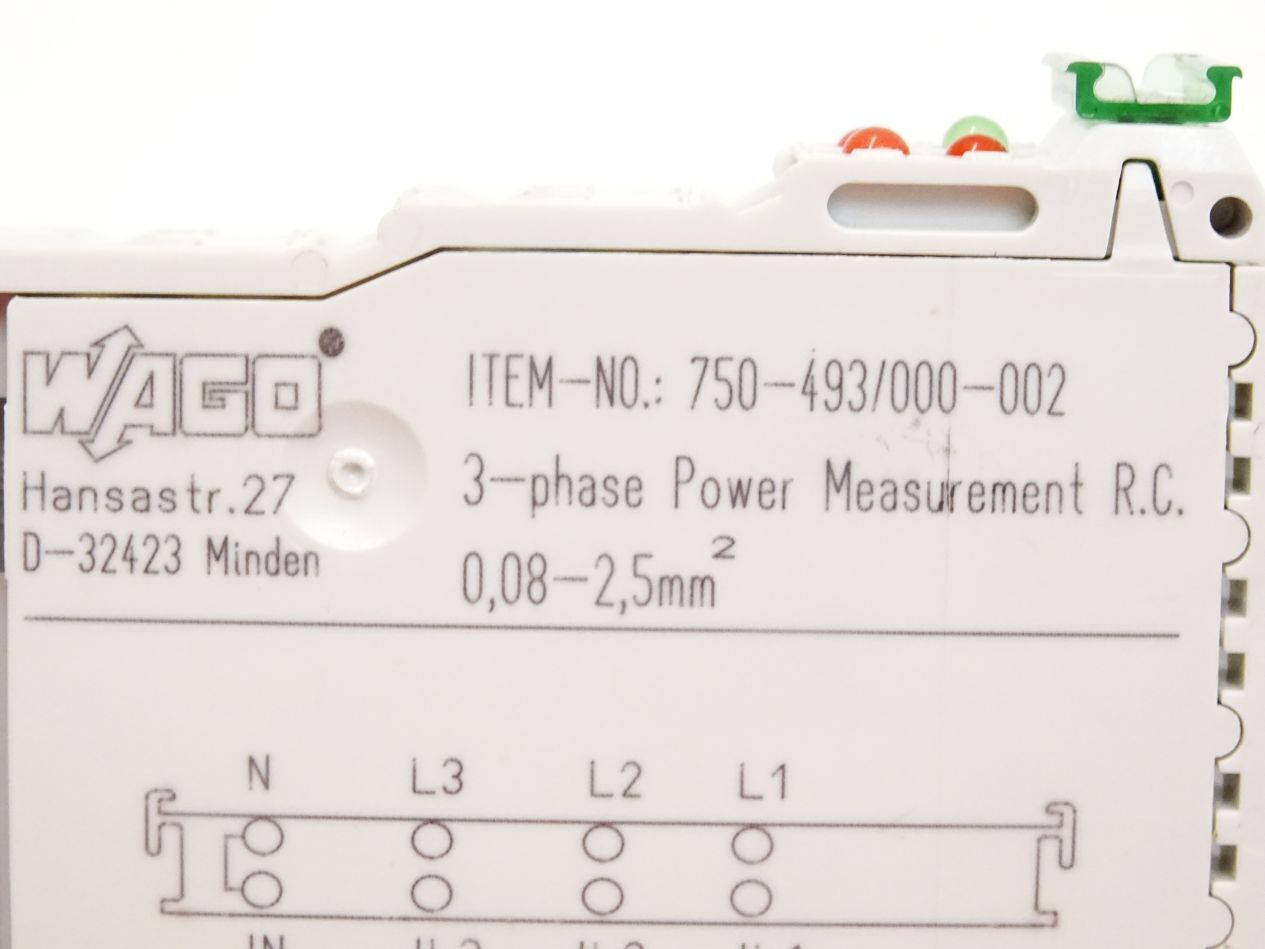 WAGO
Hansastr.27
D-32423 Minden
ITEM-NO.: 750-493/000-002
3-phase Power Measurement R.C.
0,08-2,5mm²
N L3 L2 L1